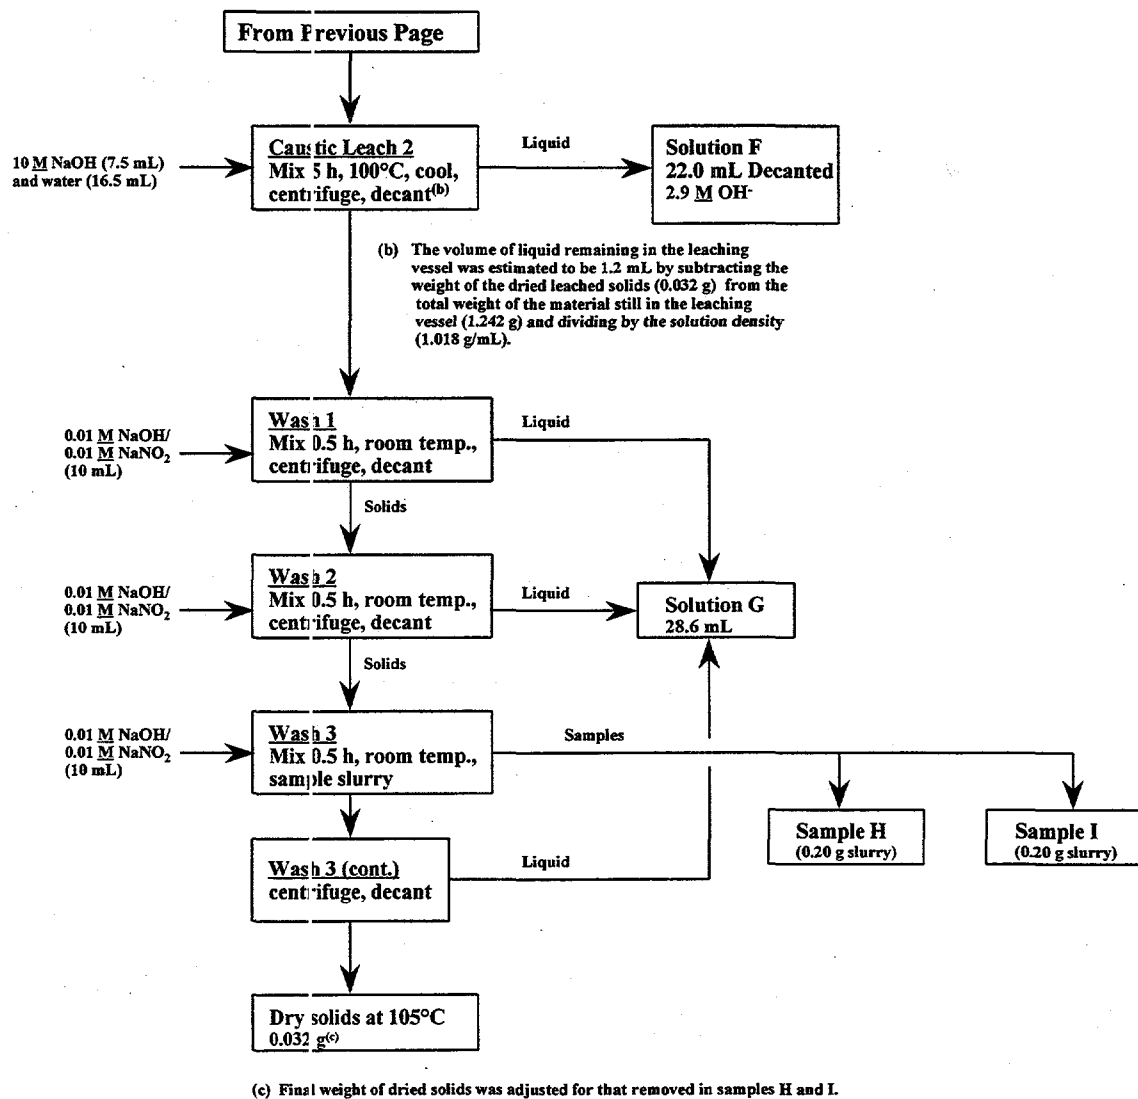 From Previous Page
10 M NaOH (7.5 mL)
and water (16.5 mL)
Caustic Leach 2
Mix 5 h, 100°C, cool,
centrifuge, decant(b)
Liquid
Solution F
22.0 mL Decanted
2.9 M OH-
(b) The volume of liquid remaining in the leaching
vessel was estimated to be 1.2 mL by subtracting the
weight of the dried leached solids (0.032 g) from the
total weight of the material still in the leaching
vessel (1.242 g) and dividing by the solution density
(1.018 g/mL).
0.01 M NaOH/
0.01 M NaNO2
(10 mL)
Wash 1
Mix 0.5 h, room temp.,
centrifuge, decant
Liquid
Solids
0.01 M NaOH/
0.01 M NaNO2
(10 mL)
Wash 2
Mix 0.5 h, room temp.,
centrifuge, decant
Liquid
Solution G
28.6 mL
Solids
0.01 M NaOH/
0.01 M NaNO2
(10 mL)
Wash 3
Mix 0.5 h, room temp.,
sample slurry
Samples
Sample H
(0.20 g slurry)
Sample I
(0.20 g slurry)
Wash 3 (cont.)
centrifuge, decant
Liquid
Dry solids at 105°C
0.032 g(c)
(c) Final weight of dried solids was adjusted for that removed in samples H and I.